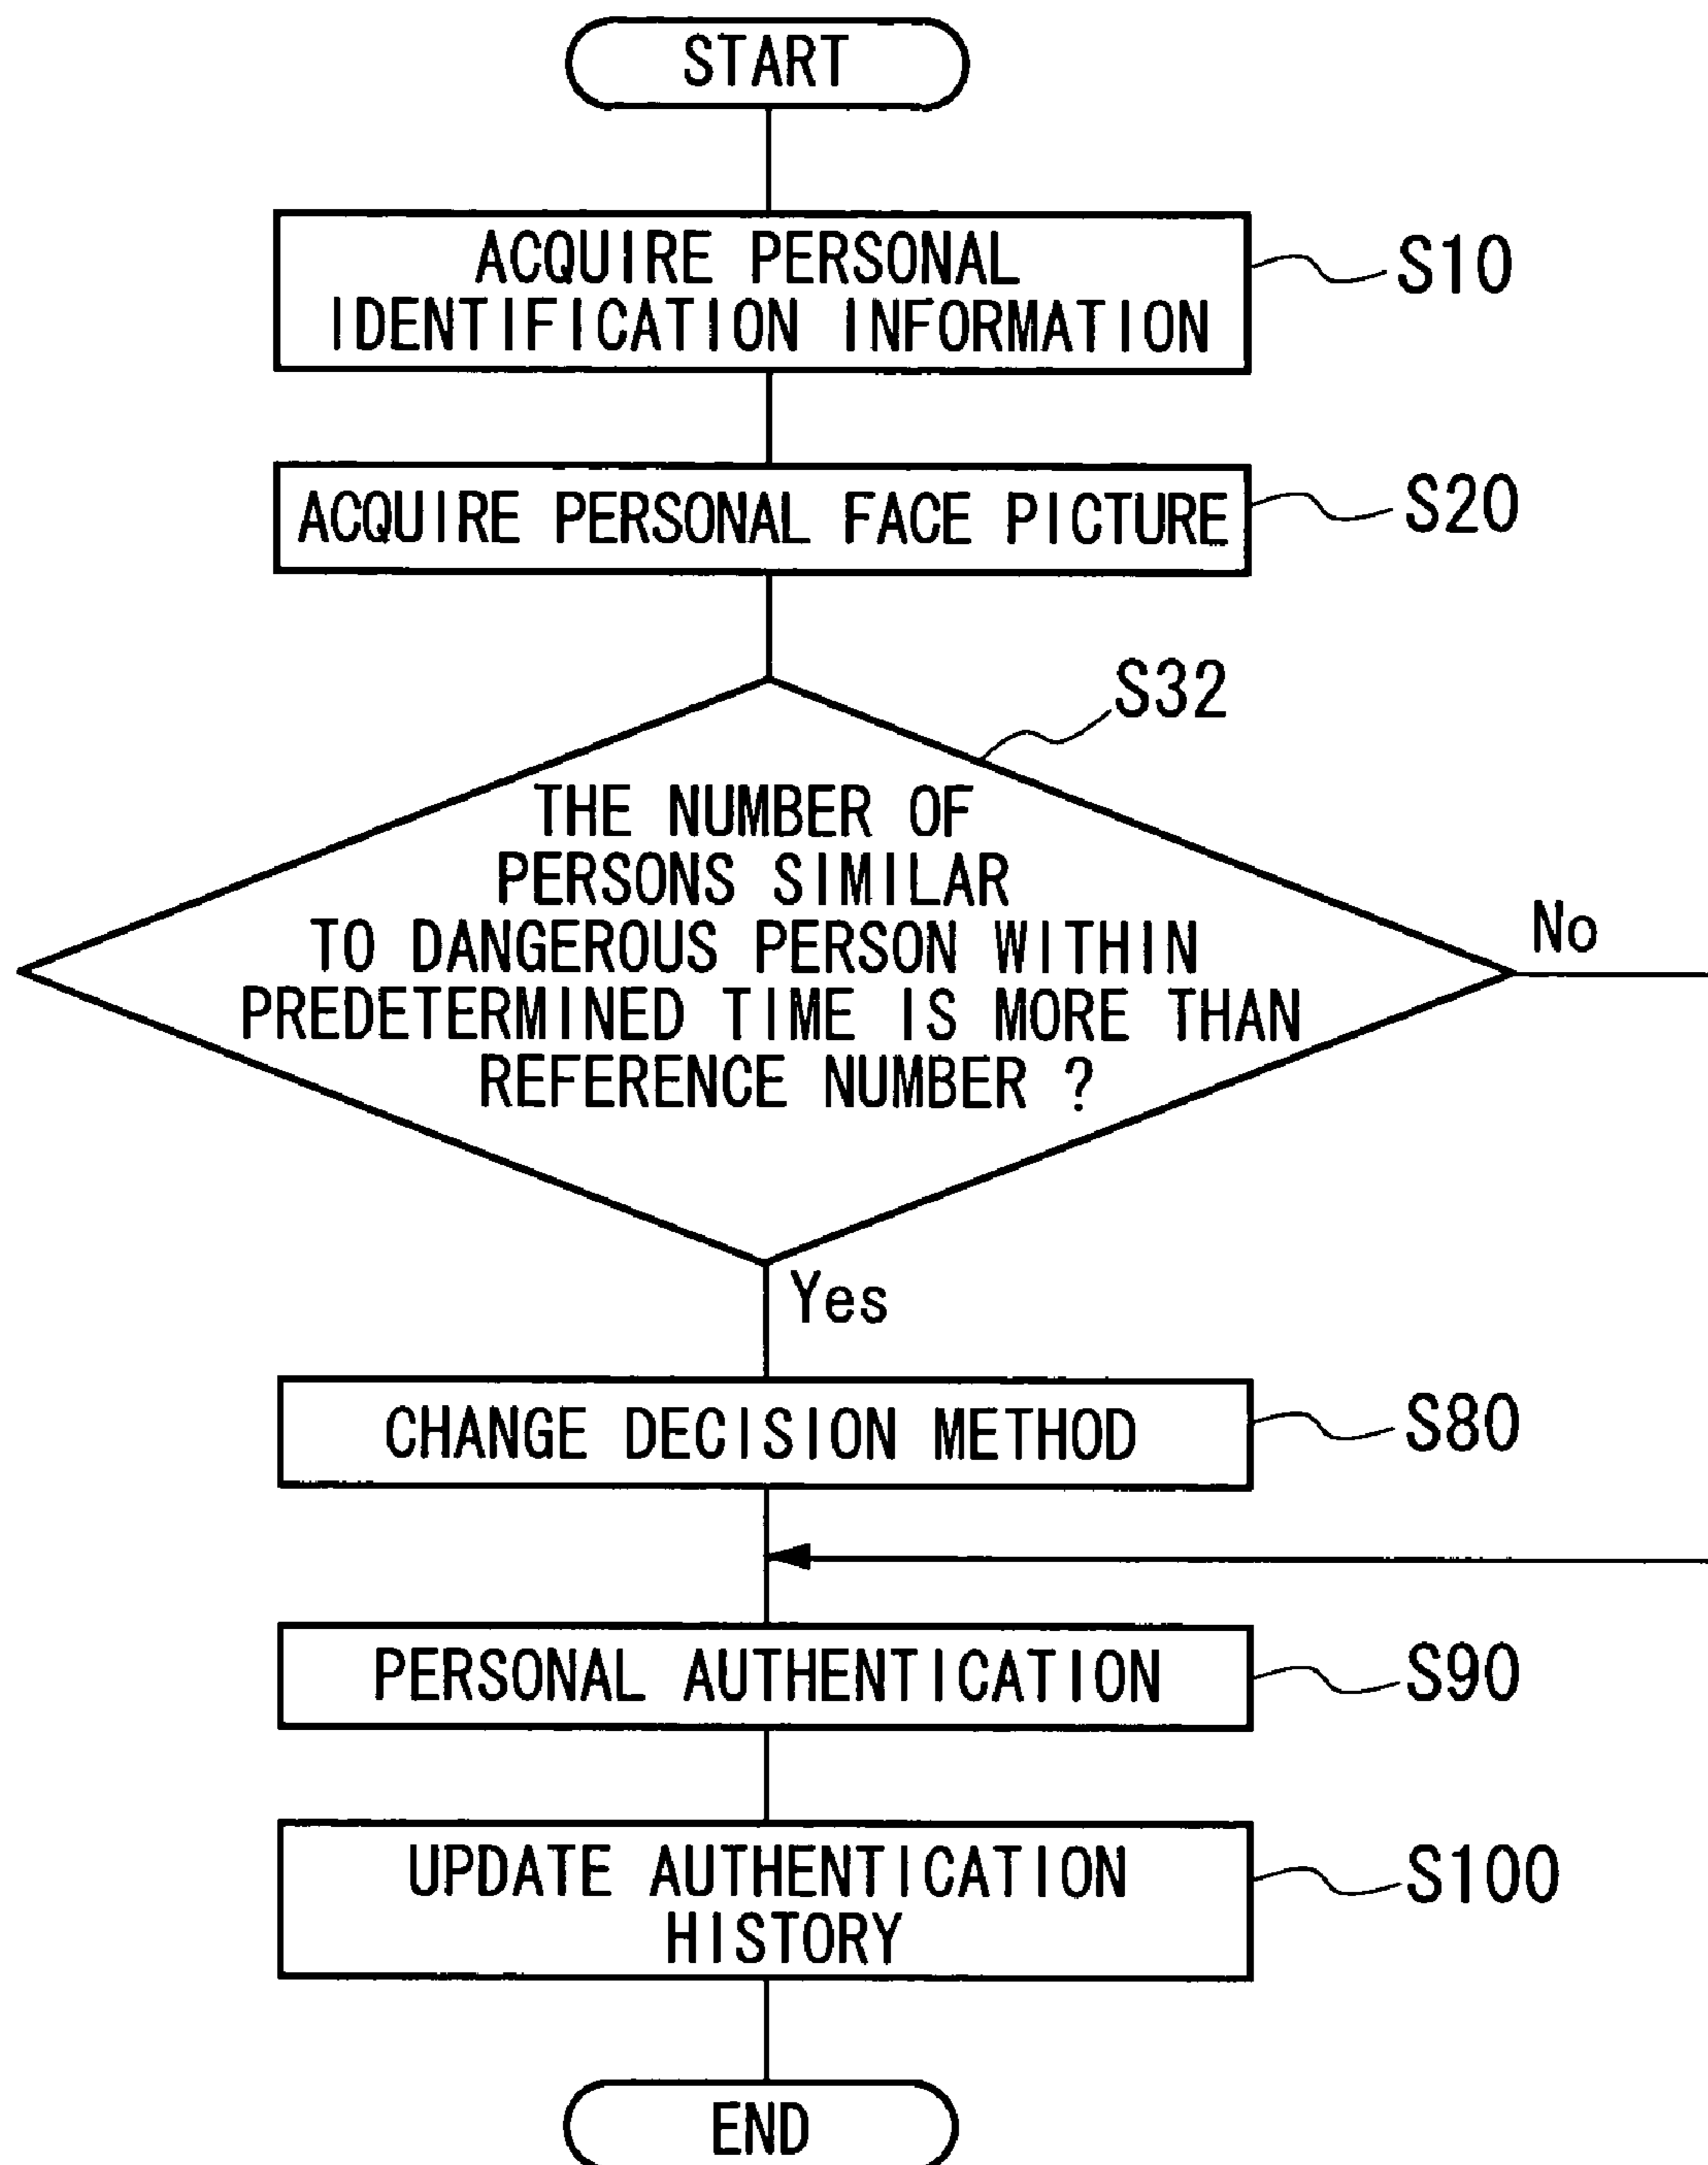 START
ACQUIRE PERSONAL
IDENTIFICATION INFORMATION
S10
ACQUIRE PERSONAL FACE PICTURE
S20
S32
THE NUMBER OF
PERSONS SIMILAR
TO DANGEROUS PERSON WITHIN
PREDETERMINED TIME IS MORE THAN
REFERENCE NUMBER ?
No
Yes
CHANGE DECISION METHOD
S80
PERSONAL AUTHENTICATION
S90
UPDATE AUTHENTICATION
HISTORY
S100
END